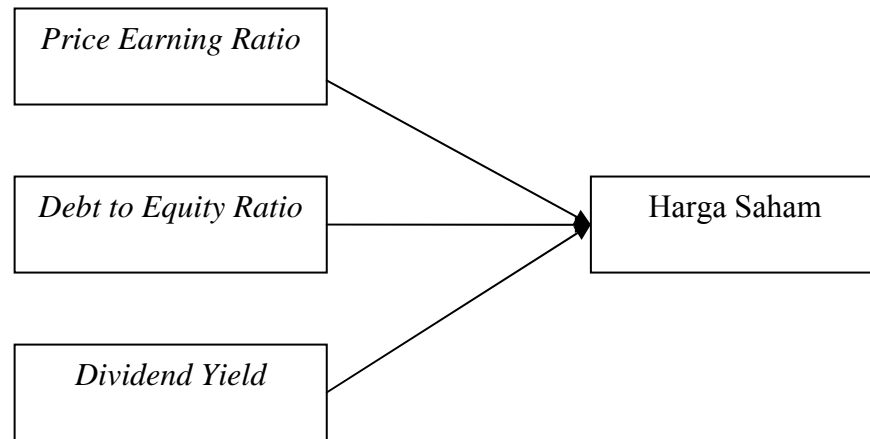 Price Earning Ratio
Debt to Equity Ratio
Harga Saham
Dividend Yield